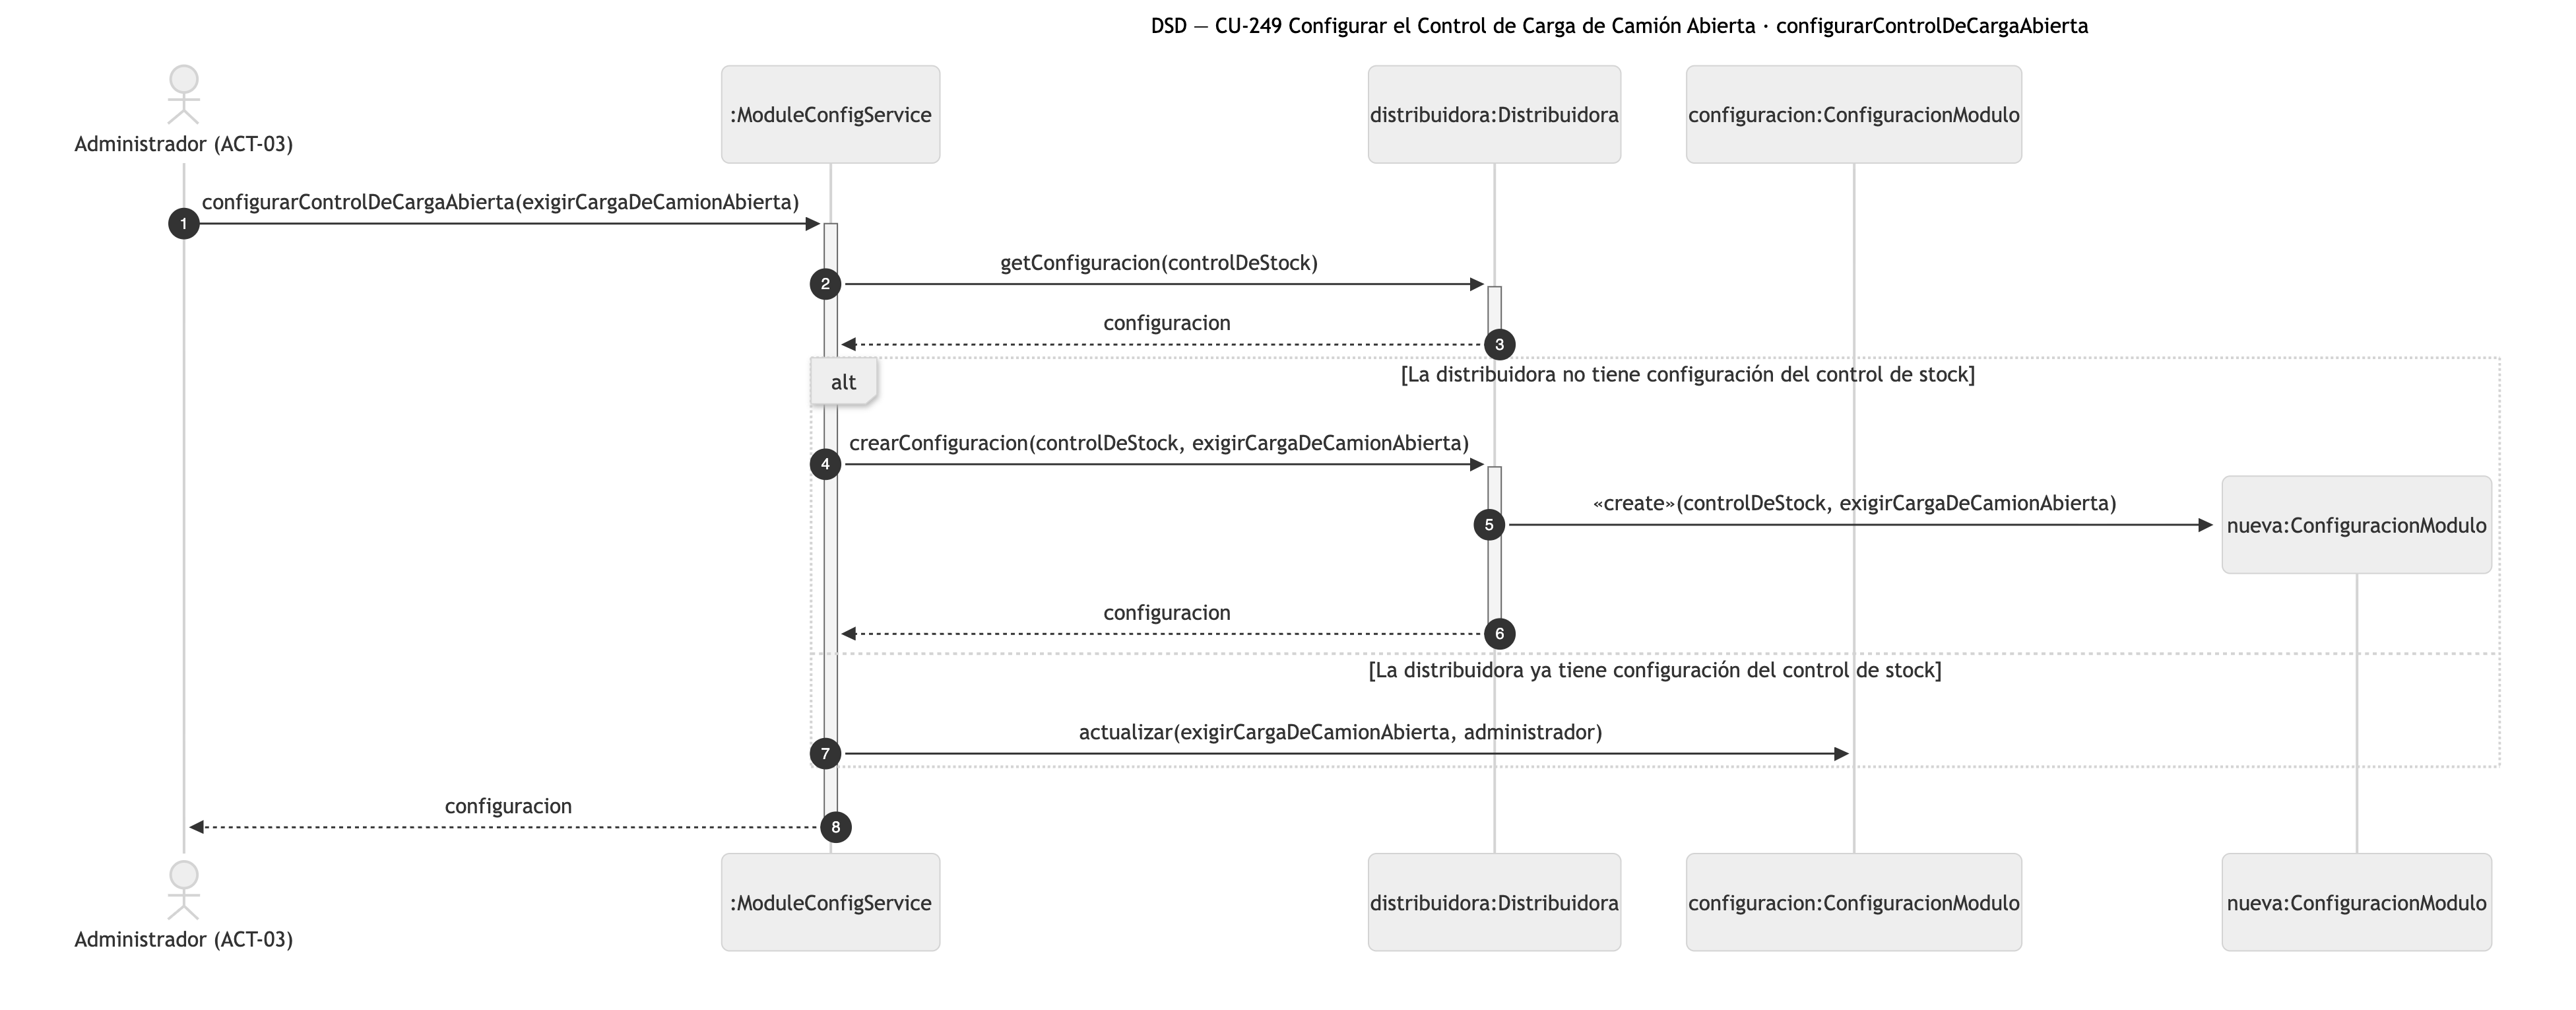 DSD — CU-249 Configurar el Control de Carga de Camión Abierta · configurarControlDeCargaAbierta
Administrador (ACT-03)
:ModuleConfigService
distribuidora:Distribuidora
configuracion:ConfiguracionModulo
configurarControlDeCargaAbierta(exigirCargaDeCamionAbierta)
1
getConfiguracion(controlDeStock)
2
configuracion
3
alt
[La distribuidora no tiene configuración del control de stock]
crearConfiguracion(controlDeStock, exigirCargaDeCamionAbierta)
4
«create»(controlDeStock, exigirCargaDeCamionAbierta)
5
nueva:ConfiguracionModulo
configuracion
6
[La distribuidora ya tiene configuración del control de stock]
actualizar(exigirCargaDeCamionAbierta, administrador)
7
configuracion
8
Administrador (ACT-03)
:ModuleConfigService
distribuidora:Distribuidora
configuracion:ConfiguracionModulo
nueva:ConfiguracionModulo